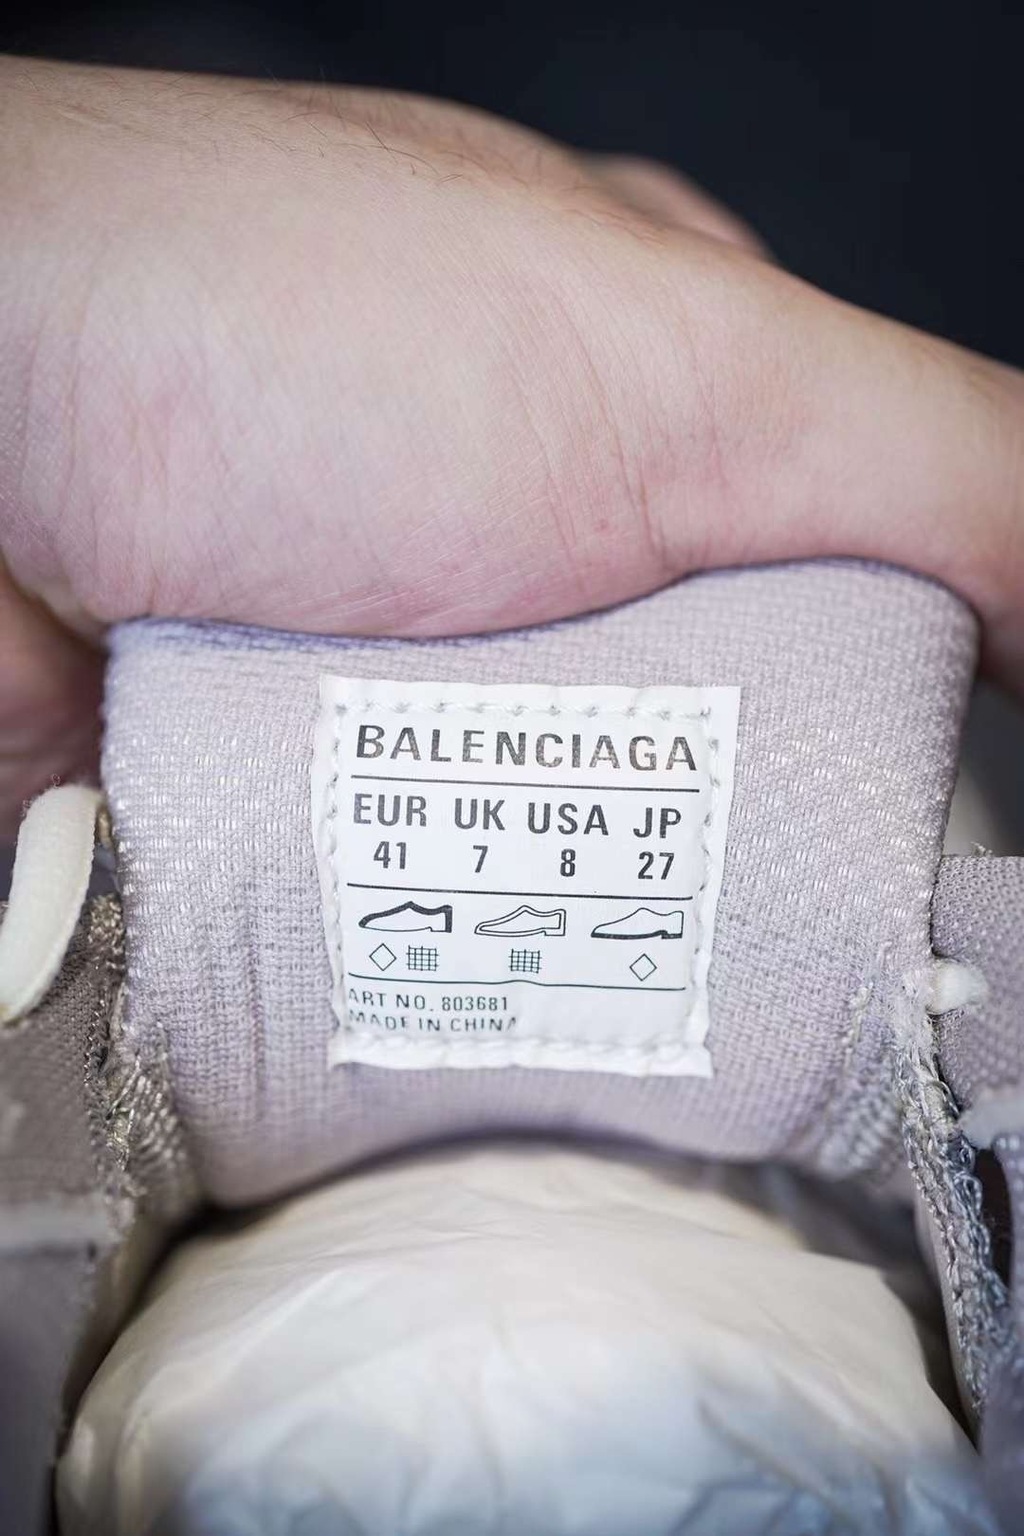 BALENCIAGA
EUR UK USA JP
41 7 8 27
ART NO. 803681
MADE IN CHINA